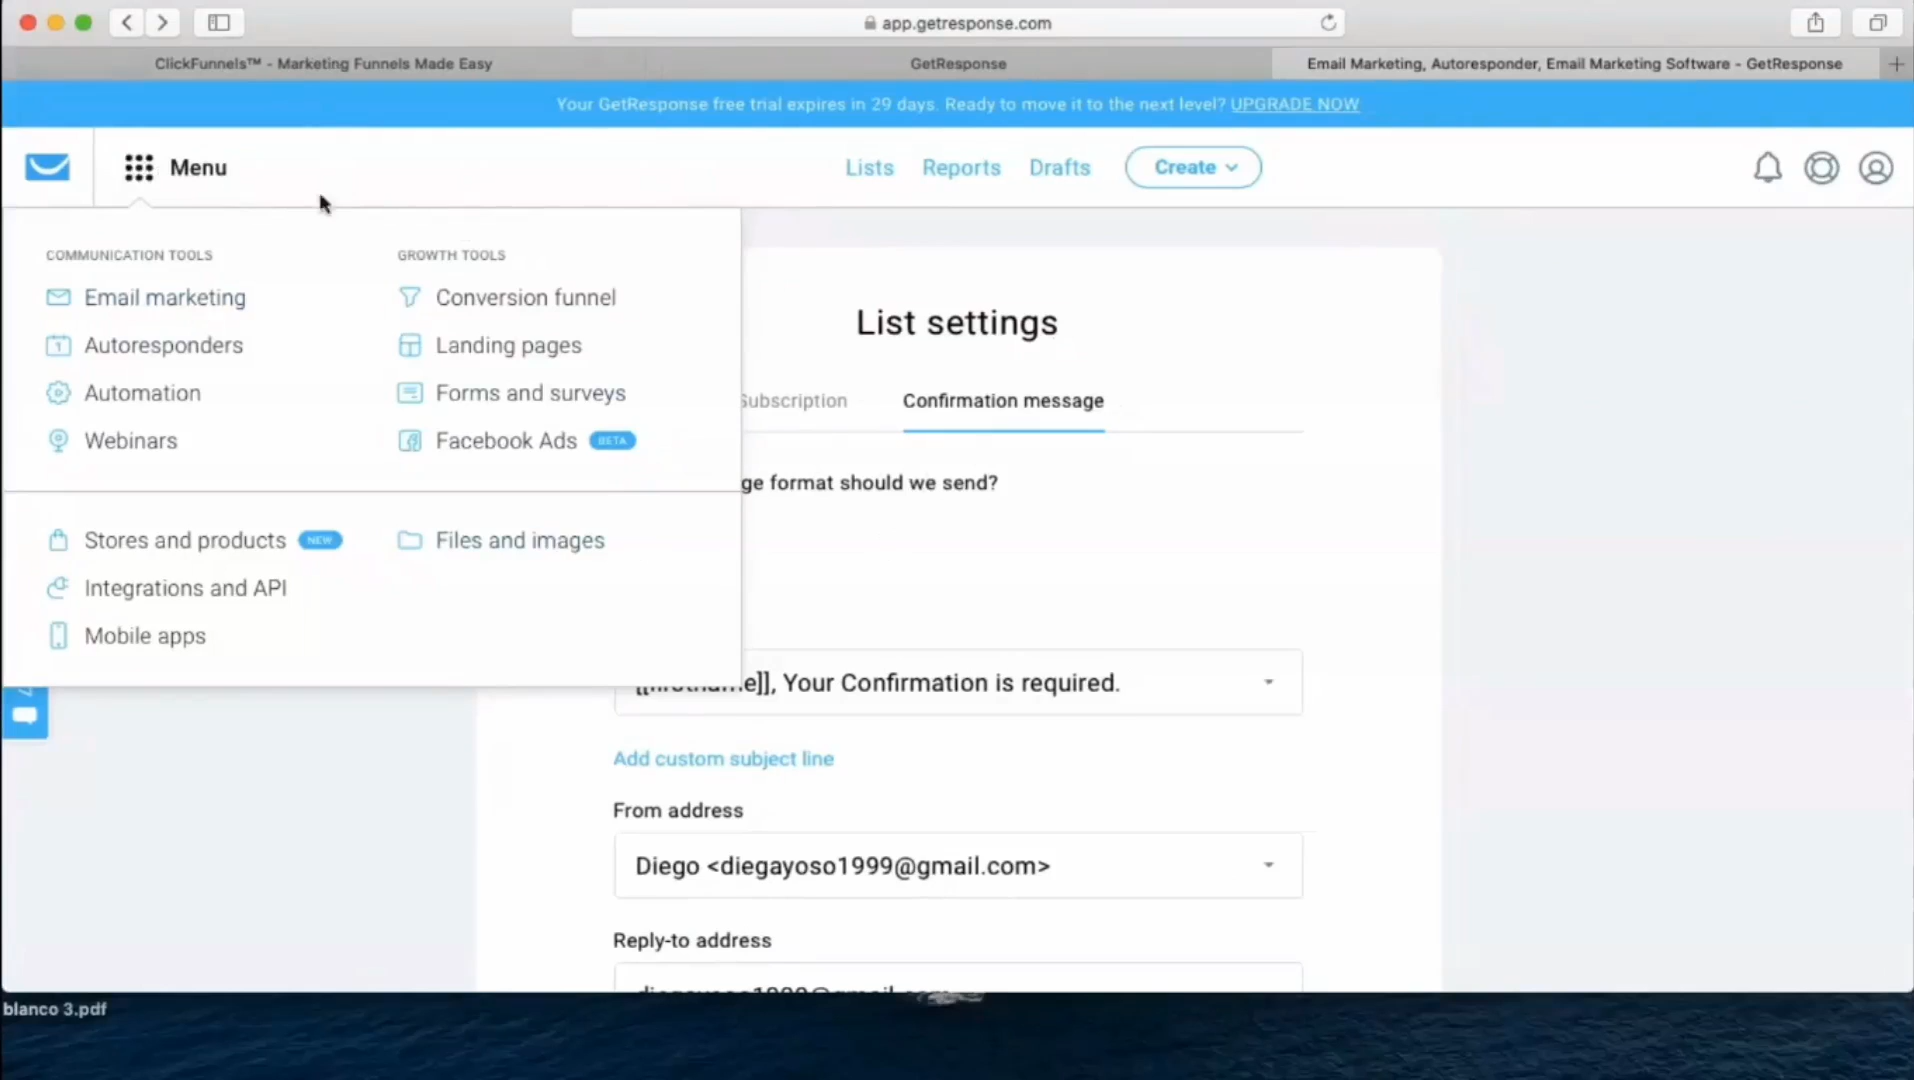 app.getresponse.com
ClickFunnels™ - Marketing Funnels Made Easy
GetResponse
Email Marketing, Autoresponder, Email Marketing Software - GetResponse
Your GetResponse free trial expires in 29 days. Ready to move it to the next level? UPGRADE NOW
Menu
Lists
Reports
Drafts
Create
COMMUNICATION TOOLS
GROWTH TOOLS
Email marketing
Conversion funnel
Autoresponders
Landing pages
Automation
Forms and surveys
Webinars
Facebook Ads BETA
Stores and products NEW
Files and images
Integrations and API
Mobile apps
List settings
Subscription
Confirmation message
ge format should we send?
[[firstname]], Your Confirmation is required.
Add custom subject line
From address
Diego <diegayoso1999@gmail.com>
Reply-to address
blanco 3.pdf